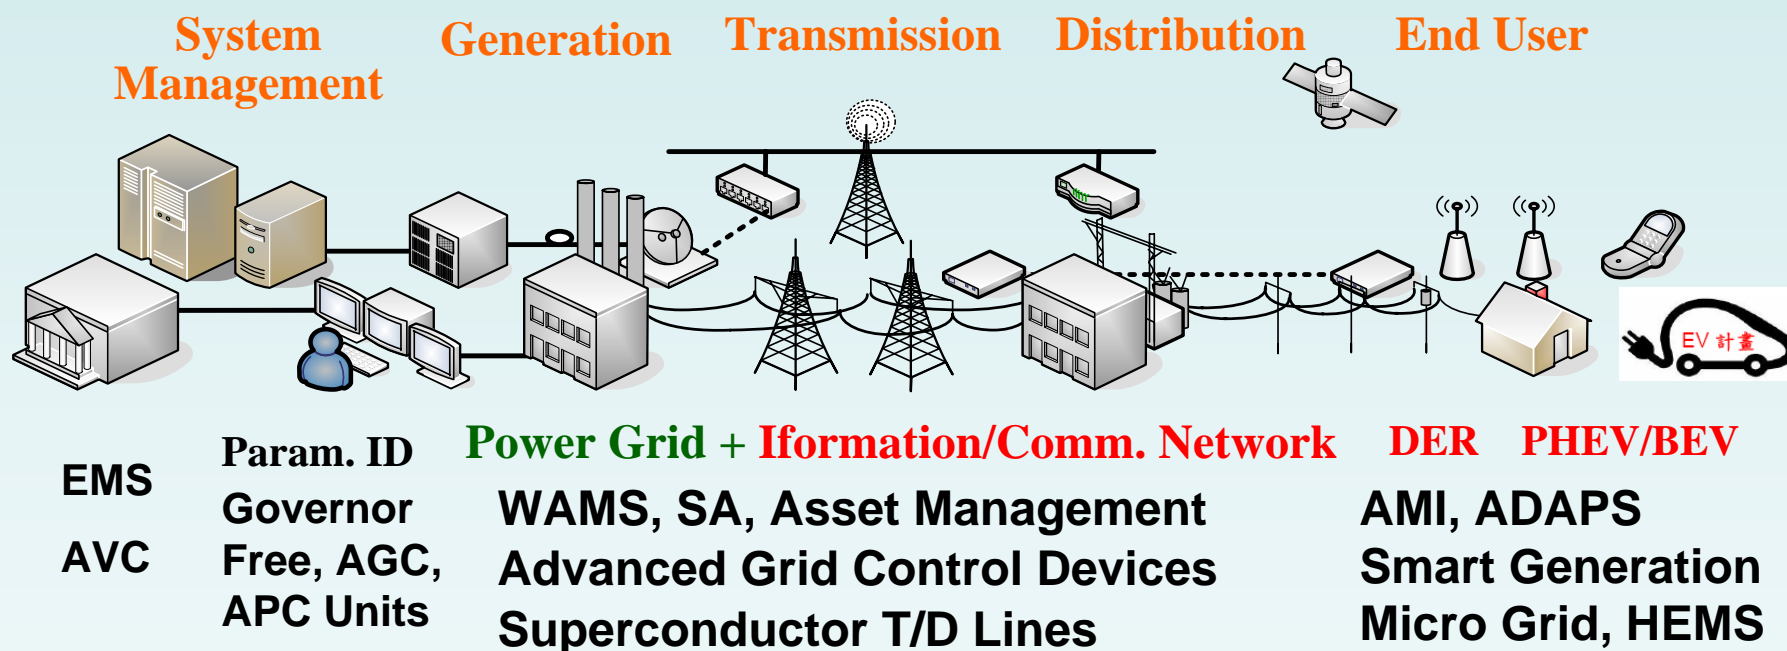 System
Management
Generation
Transmission
Distribution
End User
EV 計畫
Power Grid + Iformation/Comm. Network
DER PHEV/BEV
EMS
AVC
Param. ID
Governor
Free, AGC,
APC Units
WAMS, SA, Asset Management
Advanced Grid Control Devices
Superconductor T/D Lines
AMI, ADAPS
Smart Generation
Micro Grid, HEMS